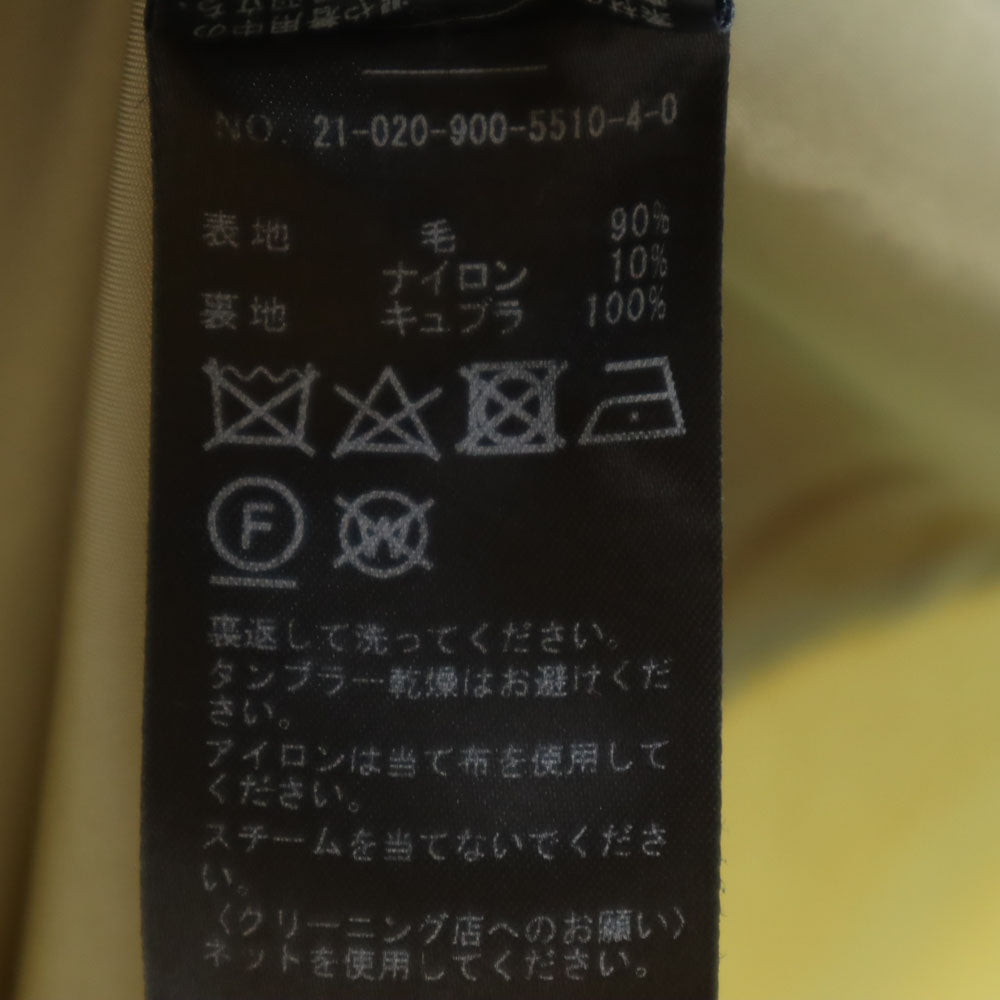 NO. 21-020-900-5510-4-0
表地 毛 90%
ナイロン 10%
裏地 キュプラ 100%
F
W
裏返して洗ってください。
タンブラー乾燥はお避けくだ
さい。
アイロンは当て布を使用して
ください。
スチームを当てないでくださ
い。
〈クリーニング店へのお願い〉
ネットを使用してください。